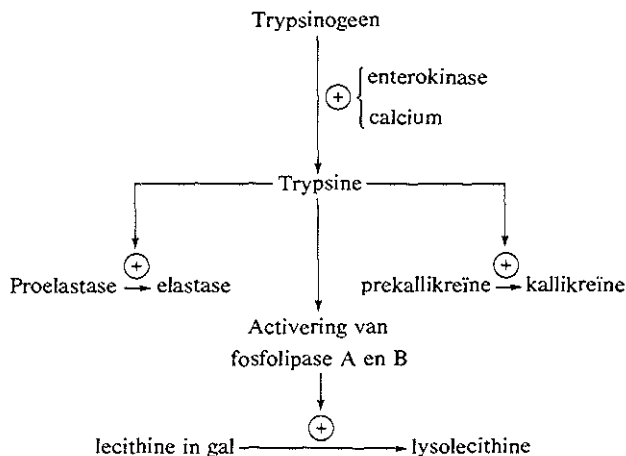 Trypsinogeen
+ { enterokinase
calcium
Trypsine
+ +
Proelastase → elastase prekallikreïne → kallikreïne
Activering van
fosfolipase A en B
+
lecithine in gal → lysolecithine